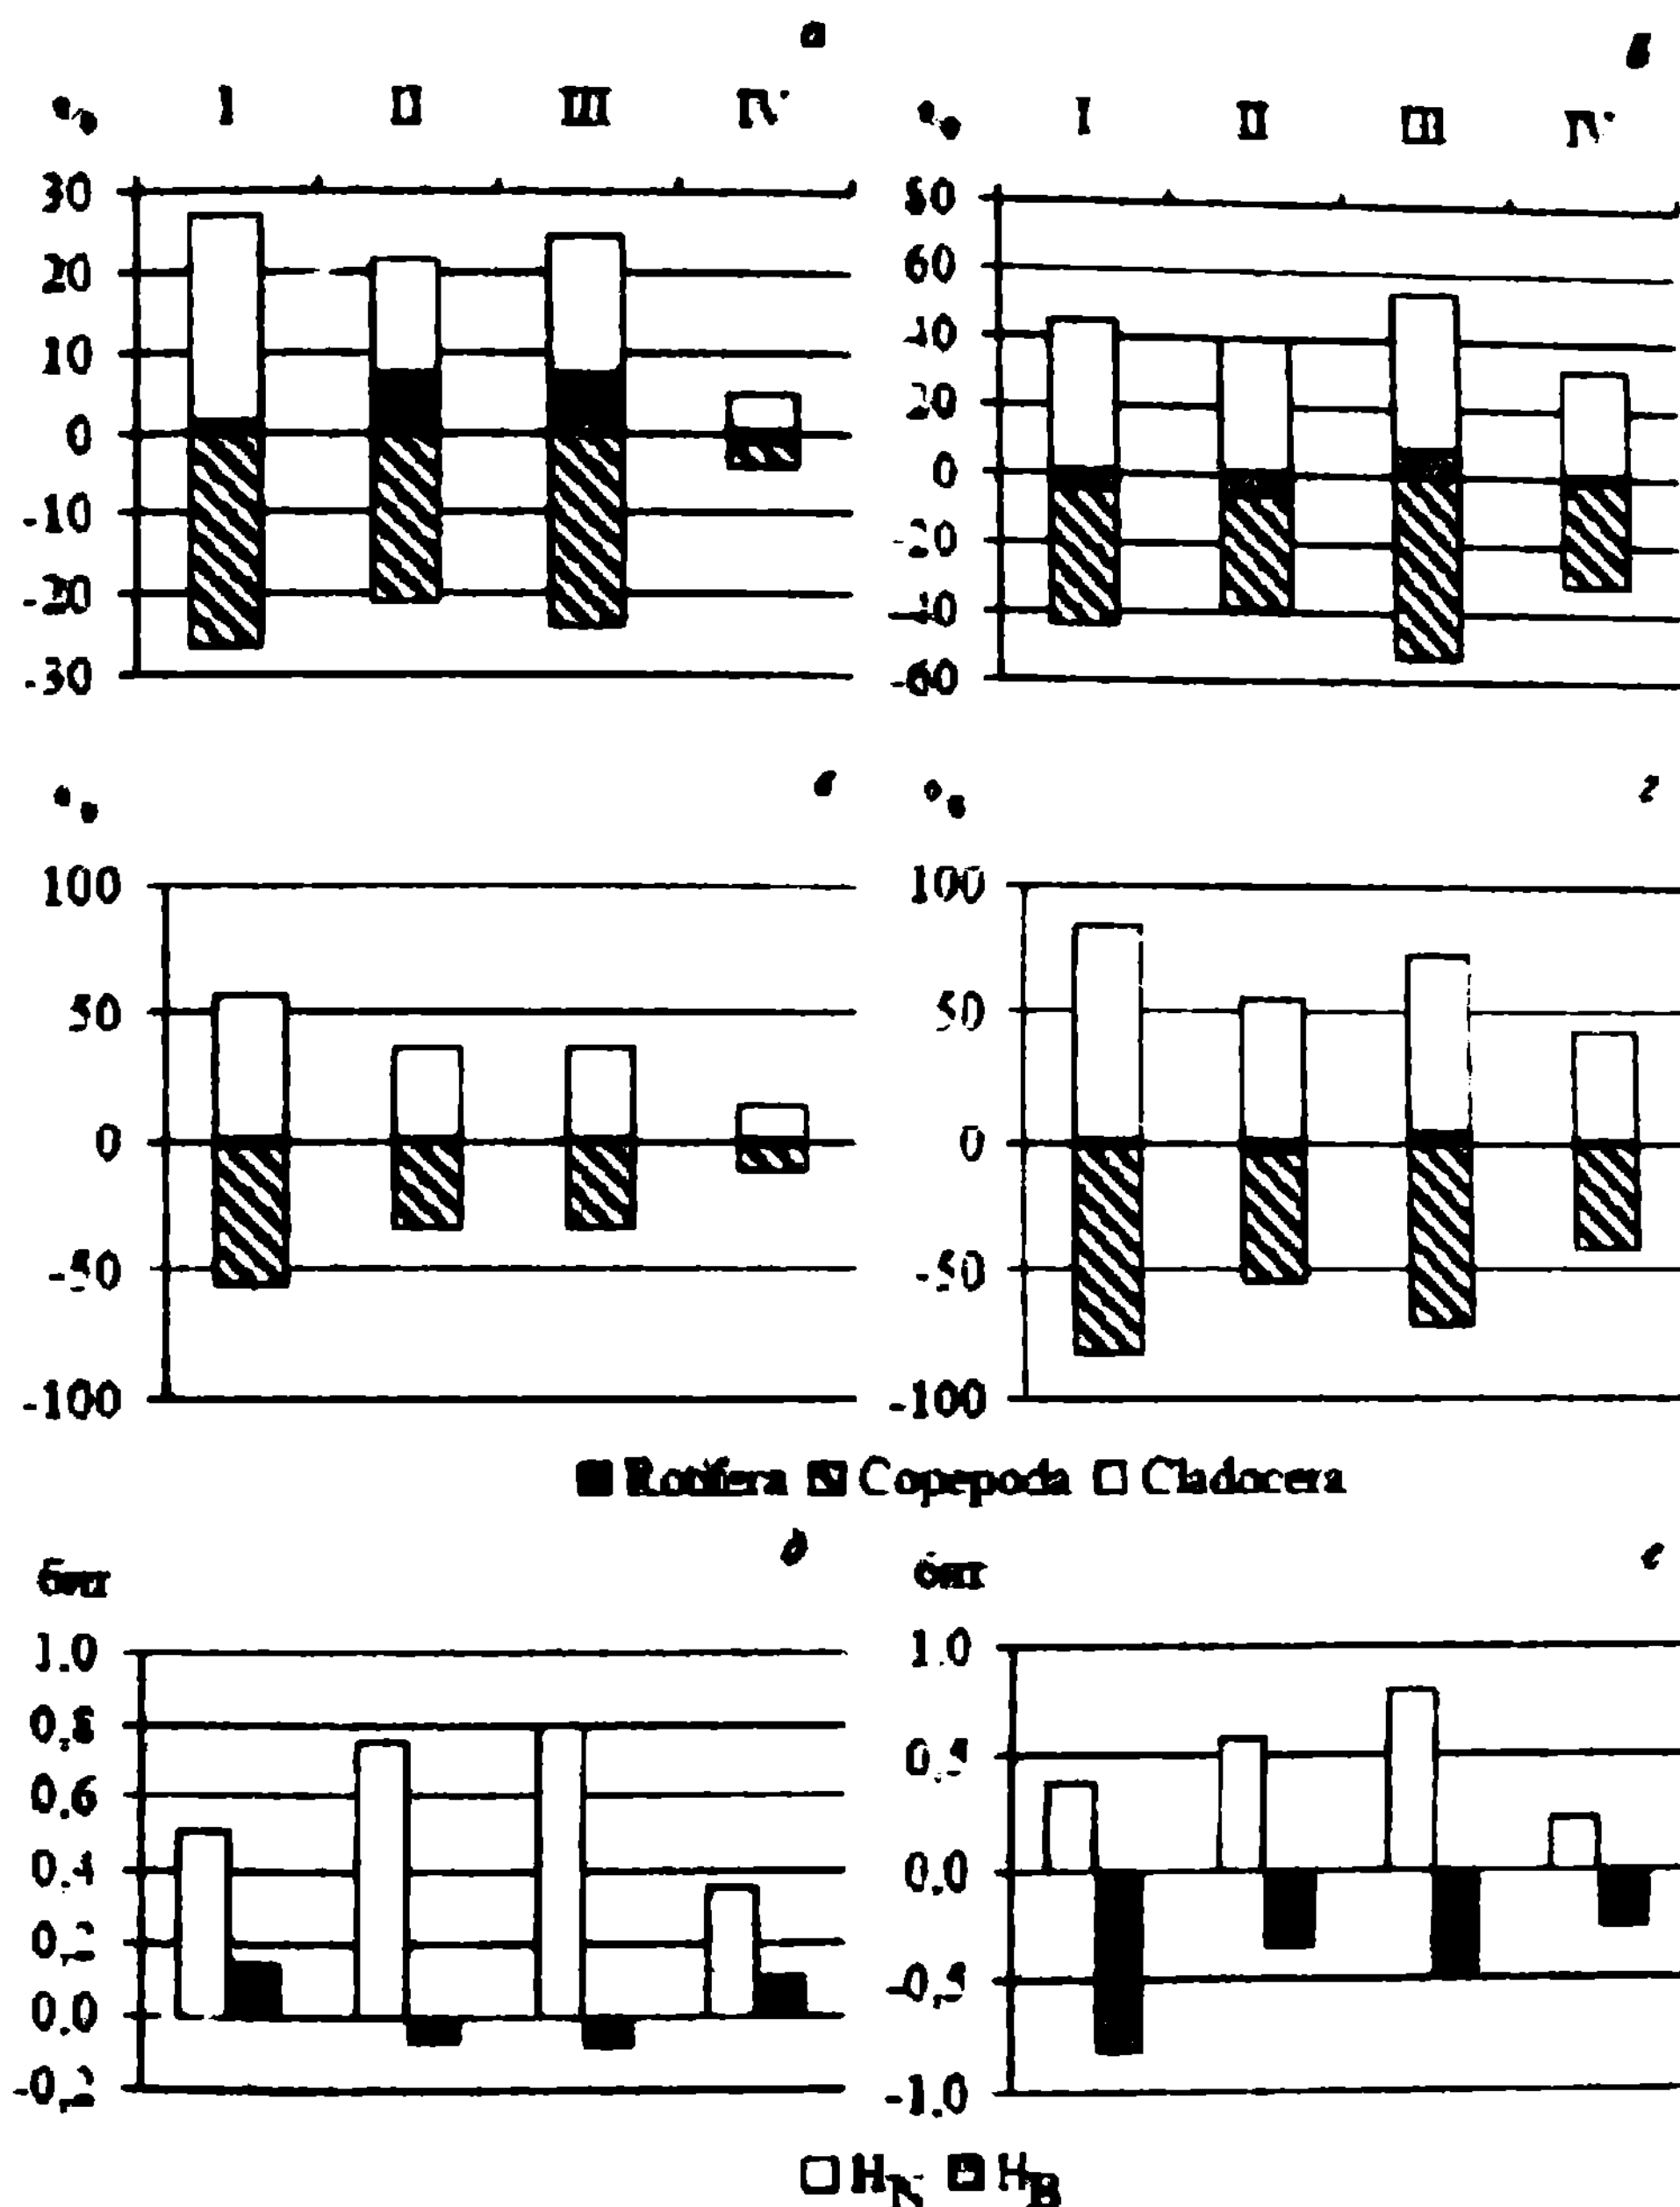 а б
% I II III IV % I II III IV
30 80
20 60
10 40
0 20
-10 0
-20 -20
-30 -40
-60
% в % г
100 100
50 50
0 0
-50 -50
-100 -100
Rotifera Copepoda Cladocera
д е
бит бит
1.0 1.0
0,8 0,5
0,6 0,0
0,4 -0,5
0,2 -1.0
0,0
-0,2
H_N H_B